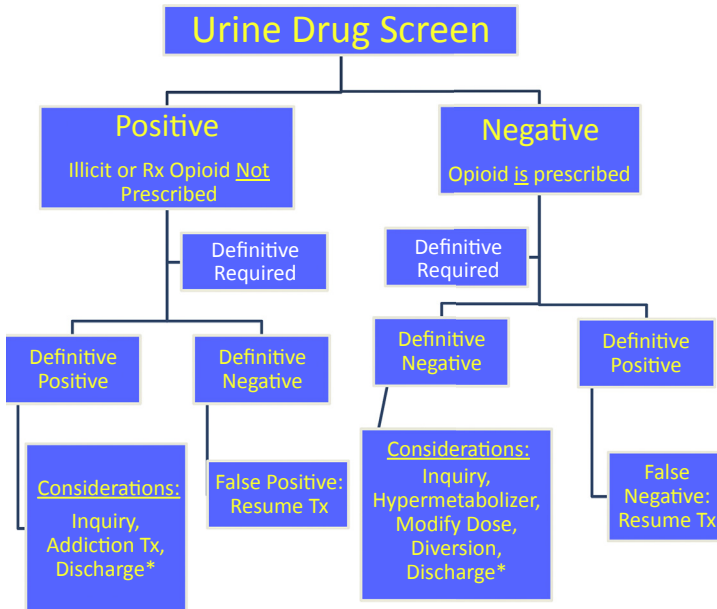 Urine Drug Screen
Positive
Illicit or Rx Opioid Not
Prescribed
Negative
Opioid is prescribed
Definitive
Required
Definitive
Required
Definitive
Positive
Definitive
Negative
Definitive
Negative
Definitive
Positive
Considerations:
Inquiry,
Addiction Tx,
Discharge*
False Positive:
Resume Tx
Considerations:
Inquiry,
Hypermetabolizer,
Modify Dose,
Diversion,
Discharge*
False
Negative:
Resume Tx